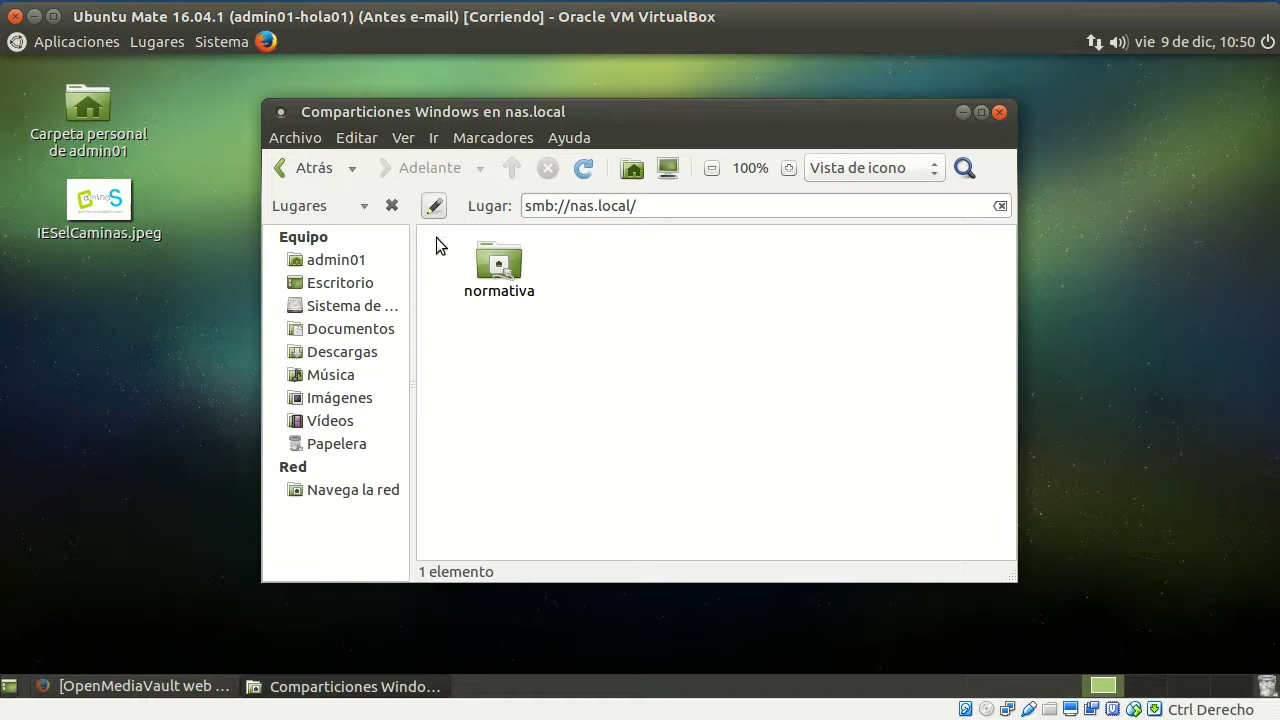 Ubuntu Mate 16.04.1 (admin01-hola01) (Antes e-mail) [Corriendo] - Oracle VM VirtualBox
Aplicaciones Lugares Sistema vie 9 de dic, 10:50
Carpeta personal
de admin01
CaminàS
IESelCaminas.jpeg
Comparticiones Windows en nas.local
Archivo Editar Ver Ir Marcadores Ayuda
Atrás Adelante 100% Vista de icono
Lugares Lugar: smb://nas.local/
Equipo
admin01
Escritorio
Sistema de ...
Documentos
Descargas
Música
Imágenes
Vídeos
Papelera
Red
Navega la red
normativa
1 elemento
[OpenMediaVault web ... Comparticiones Windo...
Ctrl Derecho